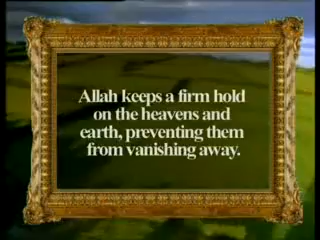 Allah keeps a firm hold
on the heavens and
earth, preventing them
from vanishing away.